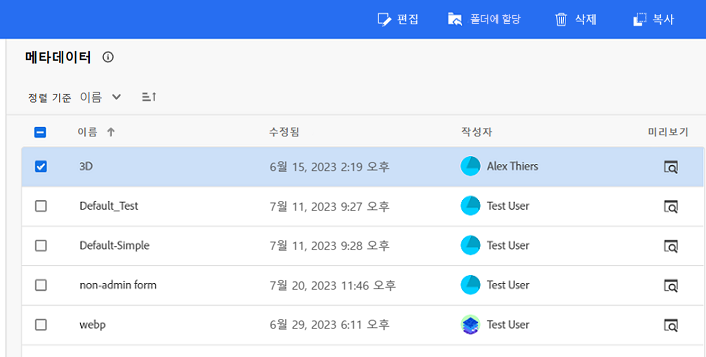 편집 폴더에 할당 삭제 복사
메타데이터
정렬 기준 이름
이름 수정됨 작성자 미리보기
3D 6월 15, 2023 2:19 오후 Alex Thiers
Default_Test 7월 11, 2023 9:27 오후 Test User
Default-Simple 7월 11, 2023 9:28 오후 Test User
non-admin form 7월 20, 2023 11:46 오후 Test User
webp 6월 29, 2023 6:11 오후 Test User